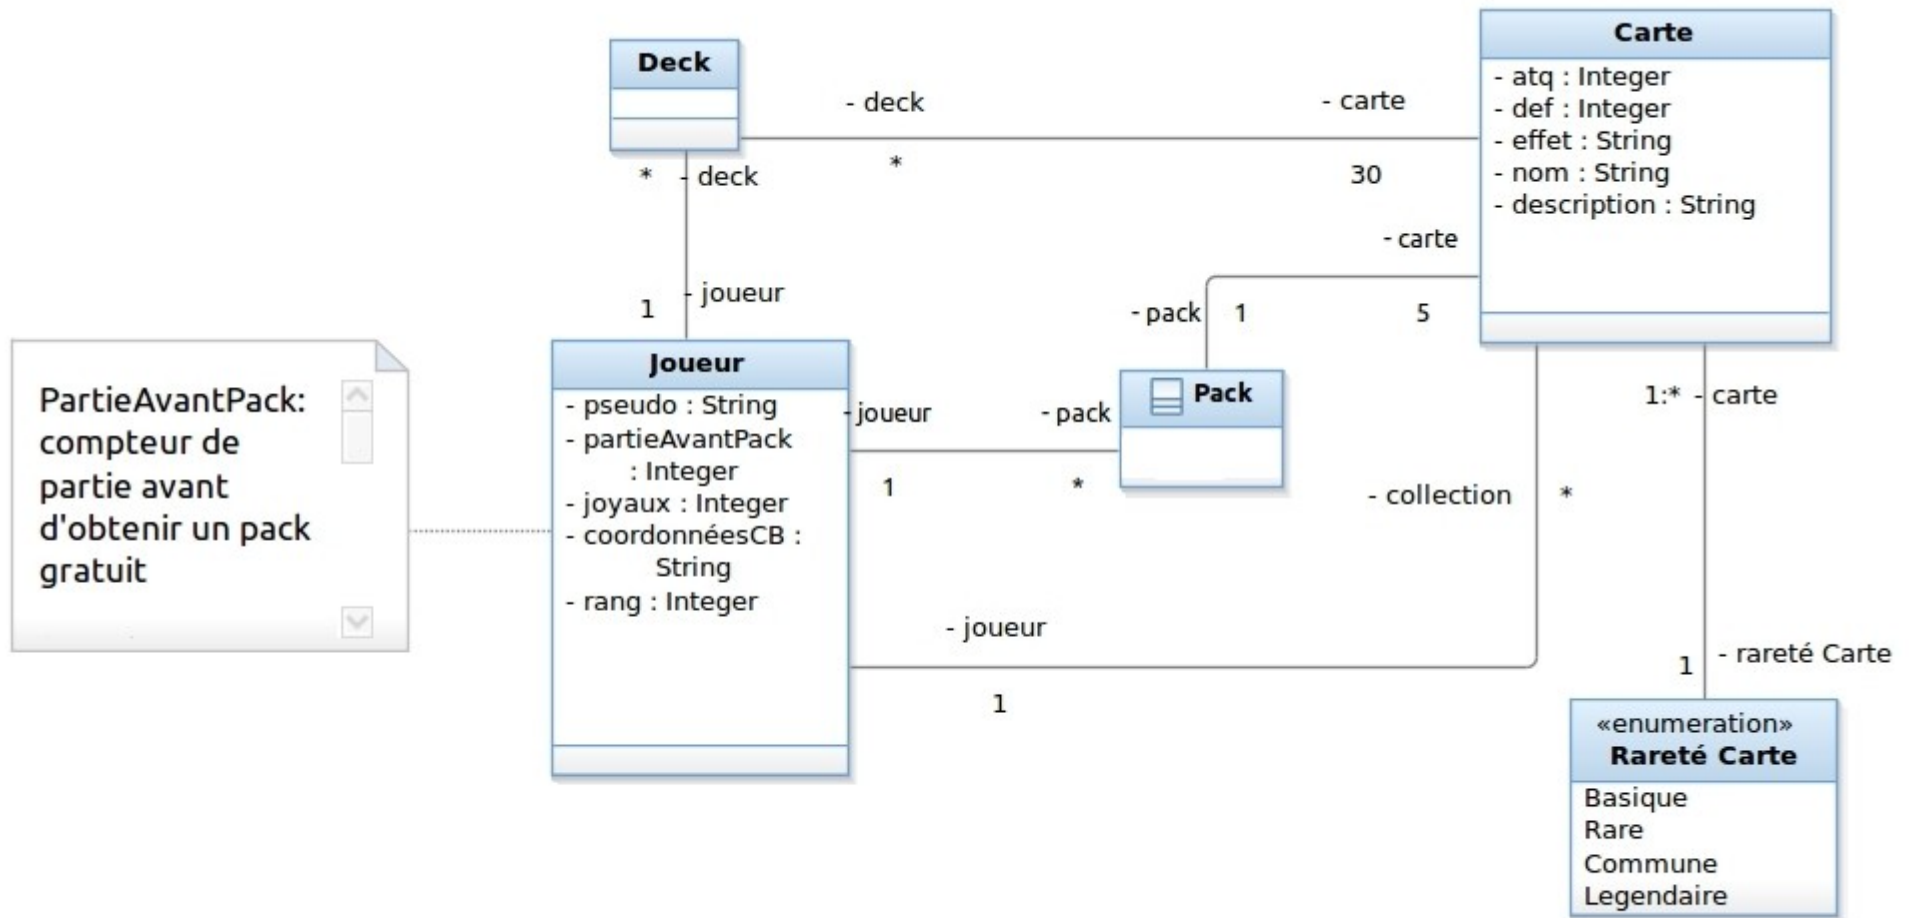 Deck
- deck
*
- carte
30
Carte
- atq : Integer
- def : Integer
- effet : String
- nom : String
- description : String
* - deck
1 - joueur
- carte
5
- pack 1
PartieAvantPack:
compteur de
partie avant
d'obtenir un pack
gratuit
Joueur
- pseudo : String
- partieAvantPack
: Integer
- joyaux : Integer
- coordonnéesCB :
String
- rang : Integer
- joueur
1
- pack
*
Pack
- collection *
- joueur
1
1:* - carte
1 - rareté Carte
«enumeration»
Rareté Carte
Basique
Rare
Commune
Legendaire